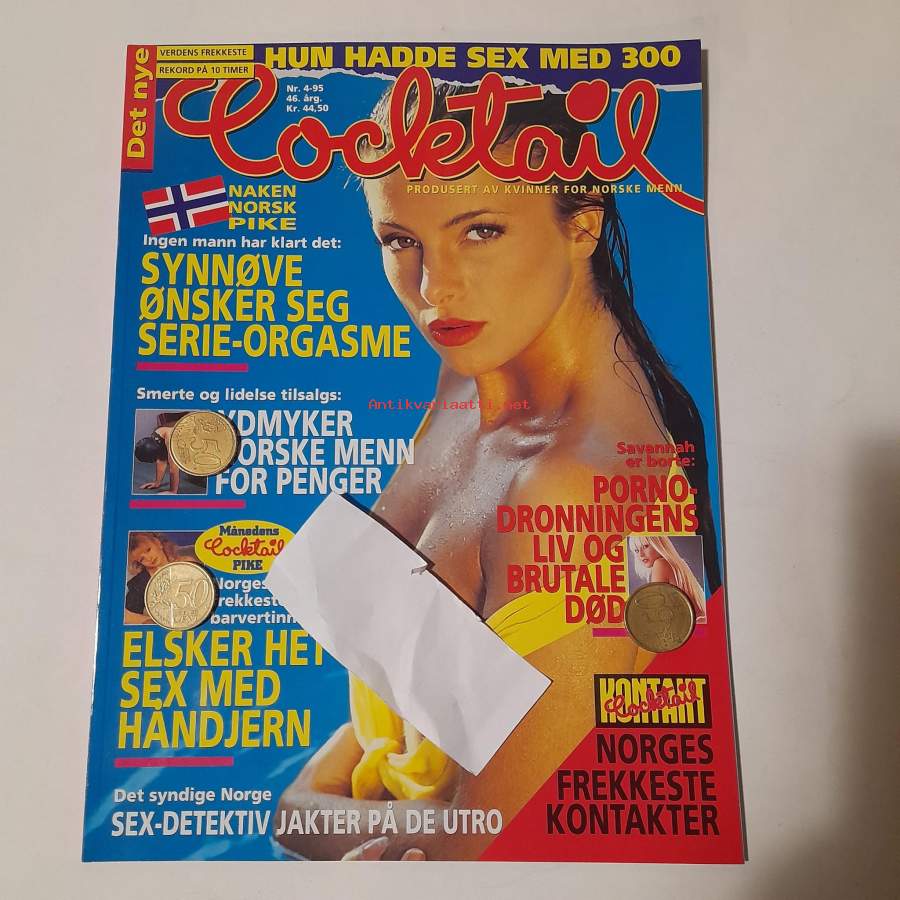 Det nye
VERDENS FREKKESTE
REKORD PÅ 10 TIMER
HUN HADDE SEX MED 300
Nr. 4-95
46. årg.
Kr. 44,50
Cocktail
PRODUSERT AV KVINNER FOR NORSKE MENN
NAKEN
NORSK
PIKE
Ingen mann har klart det:
SYNNØVE
ØNSKER SEG
SERIE-ORGASME
Smerte og lidelse tilsalgs:
YDMYKER
NORSKE MENN
FOR PENGER
Antikvariaatti.net
Savannah
er borte:
PORNO-
DRONNINGENS
LIV OG
BRUTALE
DØD
Månedens
Cocktail
PIKE
50
Norges
frekkeste
barvertinn
ELSKER HET
SEX MED
HÅNDJERN
KONTAKT
Cocktail
NORGES
FREKKESTE
KONTAKTER
Det syndige Norge
SEX-DETEKTIV JAKTER PÅ DE UTRO